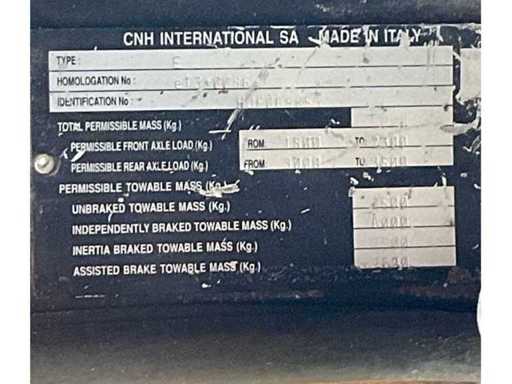 CNH INTERNATIONAL SA MADE IN ITALY
TYPE : F
HOMOLOGATION No :
IDENTIFICATION No :
TOTAL PERMISSIBLE MASS (Kg.)
PERMISSIBLE FRONT AXLE LOAD (Kg.) ROM TO
PERMISSIBLE REAR AXLE LOAD (Kg.) FROM 3000 TO 3600
PERMISSIBLE TOWABLE MASS (Kg.)
UNBRAKED TOWABLE MASS (Kg.)
INDEPENDENTLY BRAKED TOWABLE MASS (Kg.)
INERTIA BRAKED TOWABLE MASS (Kg.)
ASSISTED BRAKE TOWABLE MASS (Kg.)